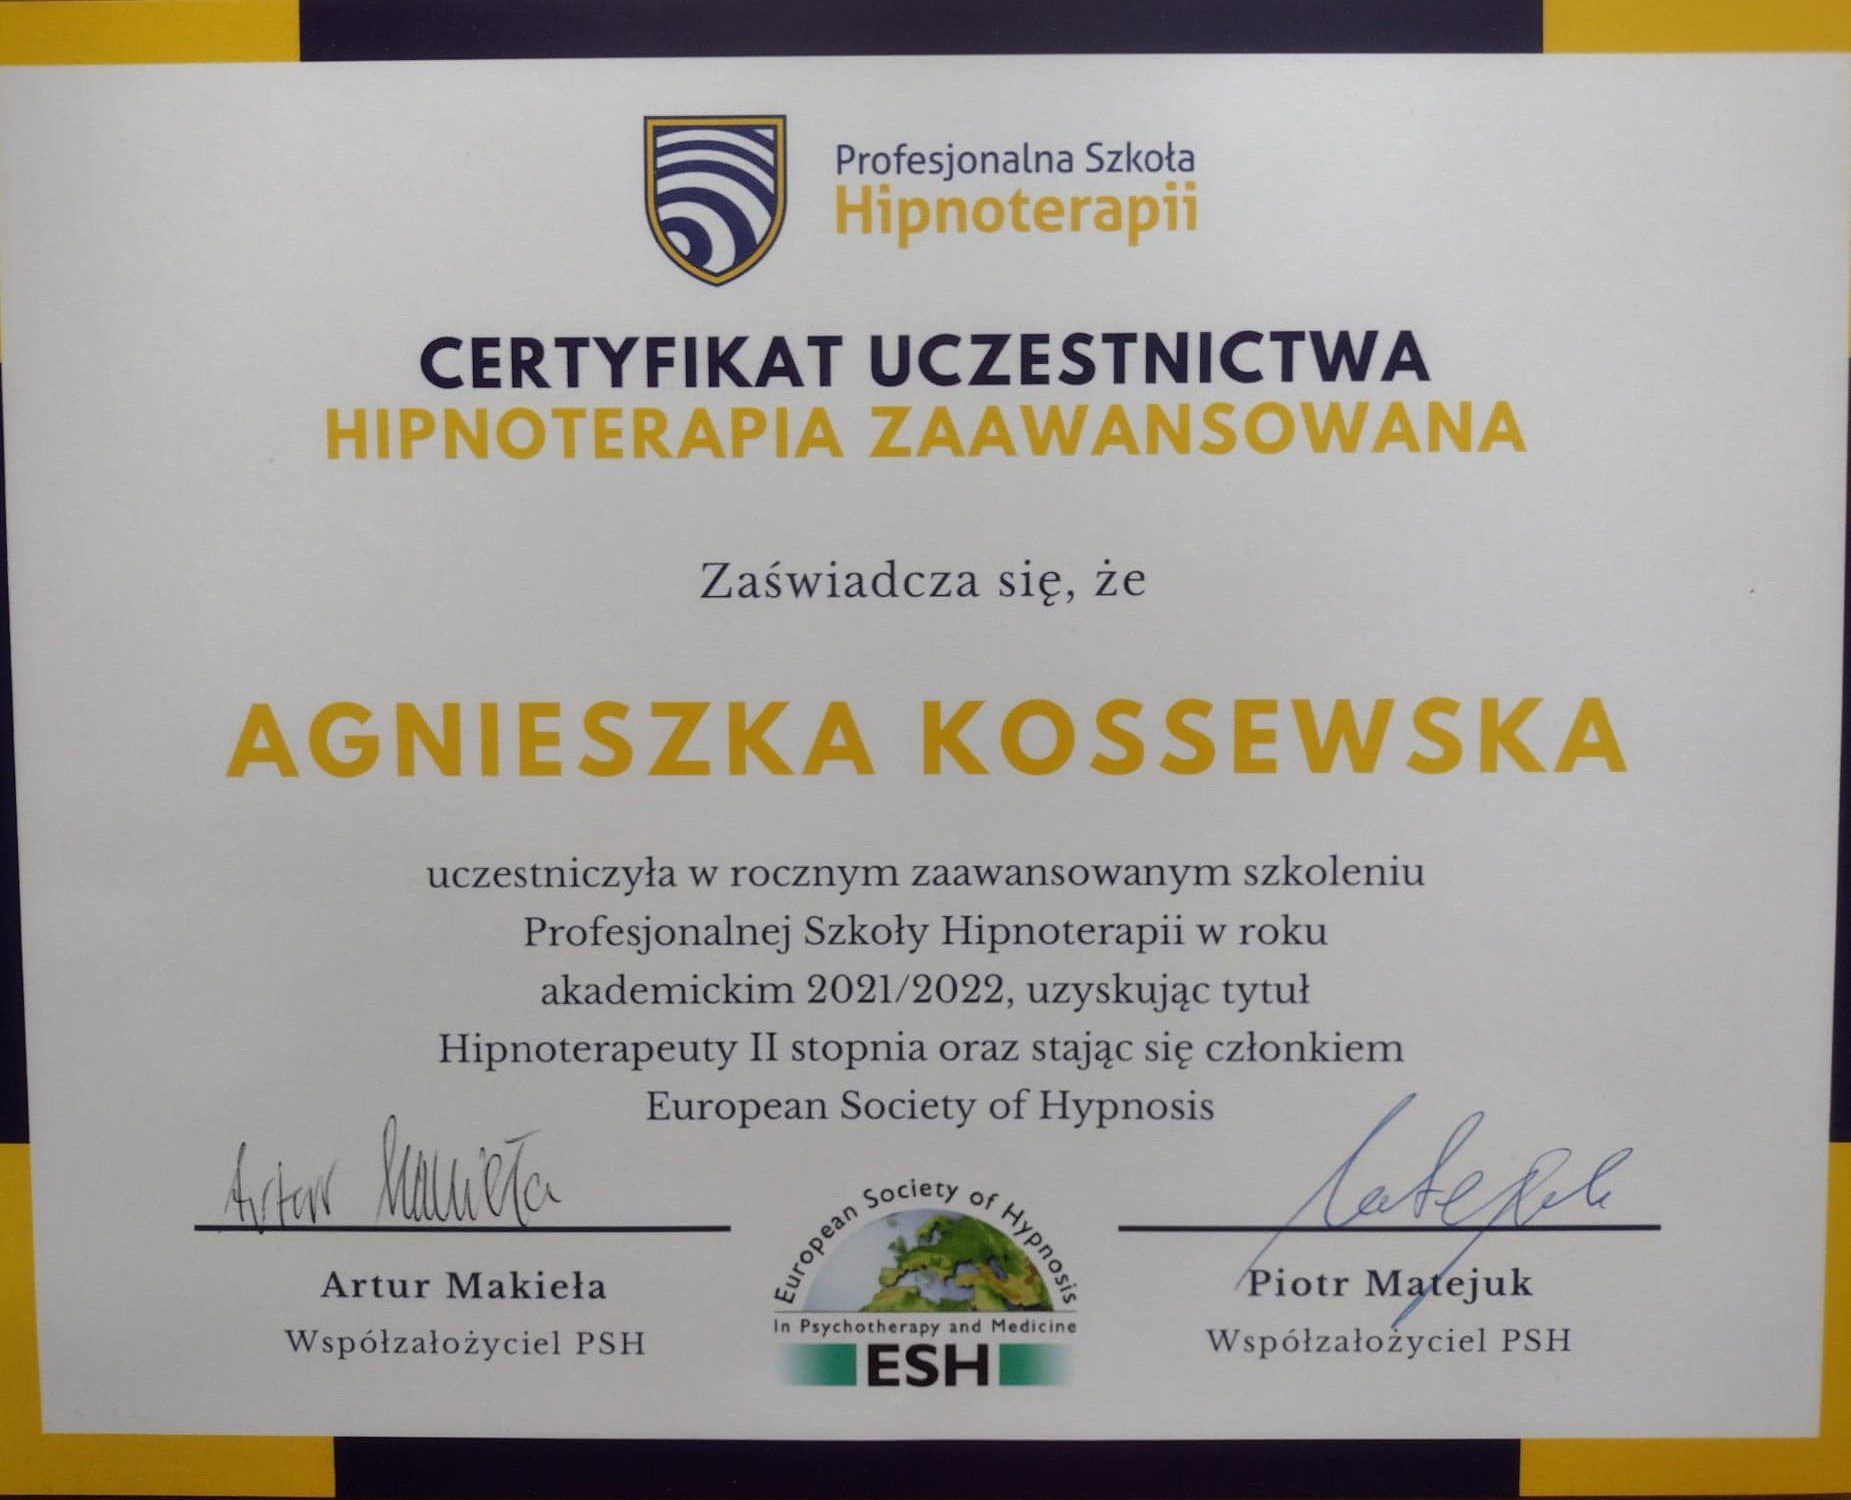 Profesjonalna Szkoła
Hipnoterapii
CERTYFIKAT UCZESTNICTWA
HIPNOTERAPIA ZAAWANSOWANA
Zaświadcza się, że
AGNIESZKA KOSSEWSKA
uczestniczyła w rocznym zaawansowanym szkoleniu
Profesjonalnej Szkoły Hipnoterapii w roku
akademickim 2021/2022, uzyskując tytuł
Hipnoterapeuty II stopnia oraz stając się członkiem
European Society of Hypnosis
Artur Makieła
Artur Makieła
Współzałożyciel PSH
European Society of Hypnosis
In Psychotherapy and Medicine
ESH
Piotr Matejuk
Współzałożyciel PSH